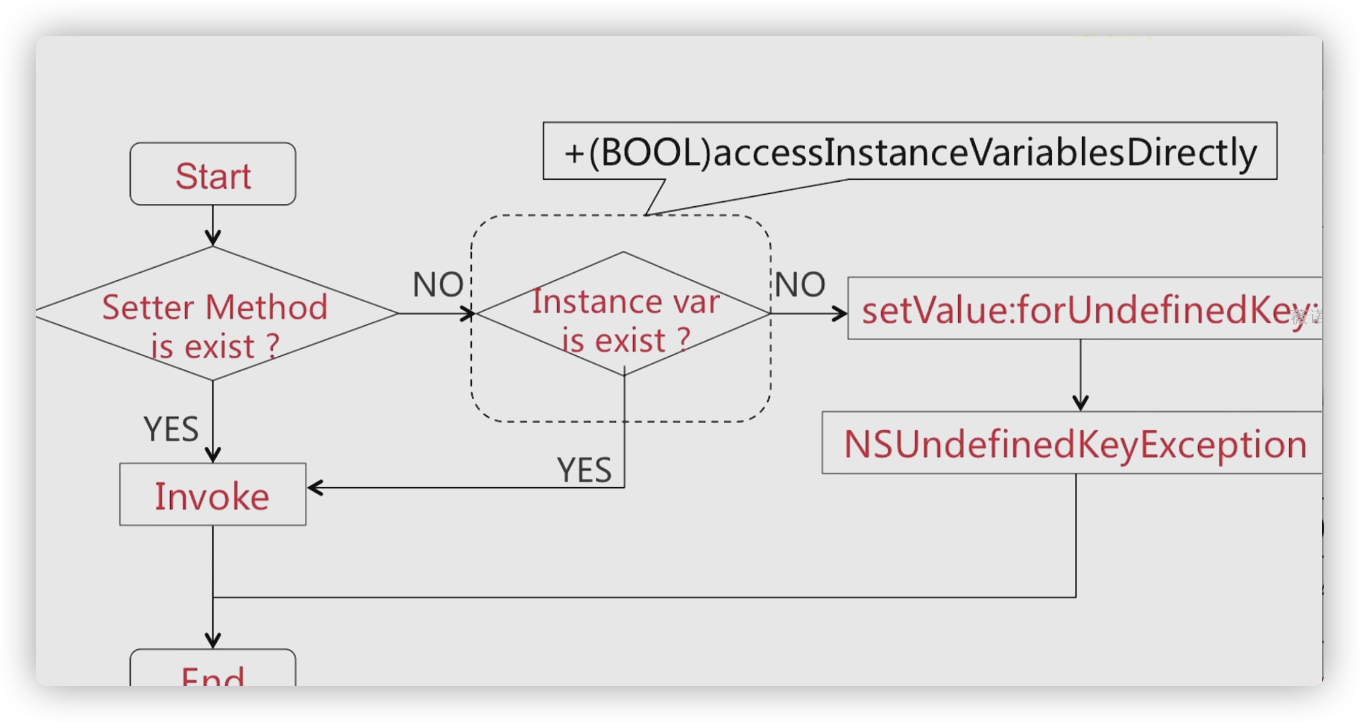 +(BOOL)accessInstanceVariablesDirectly
Start
NO
NO
Setter Method
is exist ?
Instance var
is exist ?
setValue:forUndefinedKey:
YES
NSUndefinedKeyException
YES
Invoke
End